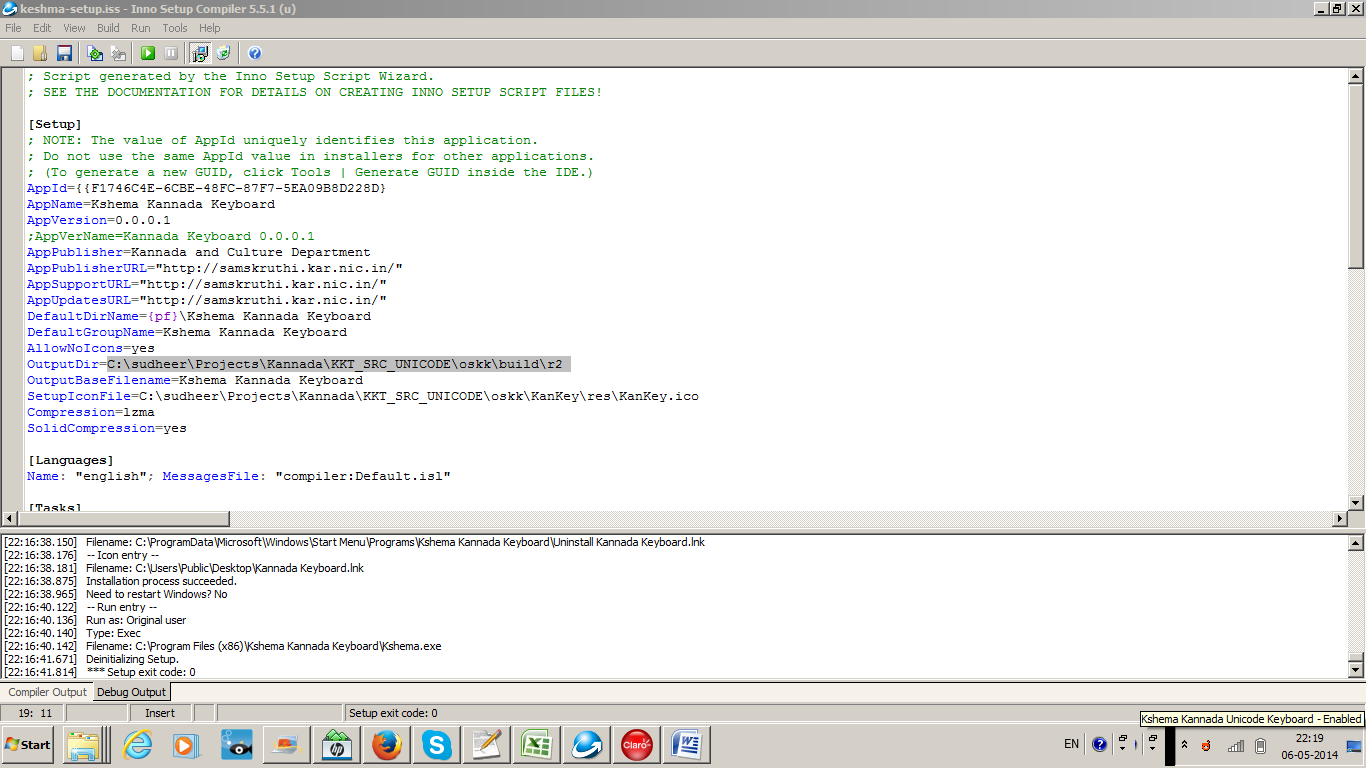 keshma-setup.iss - Inno Setup Compiler 5.5.1 (u)
File Edit View Build Run Tools Help
; Script generated by the Inno Setup Script Wizard.
; SEE THE DOCUMENTATION FOR DETAILS ON CREATING INNO SETUP SCRIPT FILES!
[Setup]
; NOTE: The value of AppId uniquely identifies this application.
; Do not use the same AppId value in installers for other applications.
; (To generate a new GUID, click Tools | Generate GUID inside the IDE.)
AppId={{F1746C4E-6CBE-48FC-87F7-5EA09B8D228D}
AppName=Kshema Kannada Keyboard
AppVersion=0.0.0.1
;AppVerName=Kannada Keyboard 0.0.0.1
AppPublisher=Kannada and Culture Department
AppPublisherURL="http://samskruthi.kar.nic.in/"
AppSupportURL="http://samskruthi.kar.nic.in/"
AppUpdatesURL="http://samskruthi.kar.nic.in/"
DefaultDirName={pf}\Kshema Kannada Keyboard
DefaultGroupName=Kshema Kannada Keyboard
AllowNoIcons=yes
OutputDir=C:\sudheer\Projects\Kannada\KKT_SRC_UNICODE\oskk\build\r2
OutputBaseFilename=Kshema Kannada Keyboard
SetupIconFile=C:\sudheer\Projects\Kannada\KKT_SRC_UNICODE\oskk\KanKey\res\KanKey.ico
Compression=lzma
SolidCompression=yes
[Languages]
Name: "english"; MessagesFile: "compiler:Default.isl"
[Tasks]
[22:16:38.150] Filename: C:\ProgramData\Microsoft\Windows\Start Menu\Programs\Kshema Kannada Keyboard\Uninstall Kannada Keyboard.lnk
[22:16:38.176] -- Icon entry --
[22:16:38.181] Filename: C:\Users\Public\Desktop\Kannada Keyboard.lnk
[22:16:38.875] Installation process succeeded.
[22:16:38.965] Need to restart Windows? No
[22:16:40.122] -- Run entry --
[22:16:40.136] Run as: Original user
[22:16:40.140] Type: Exec
[22:16:40.142] Filename: C:\Program Files (x86)\Kshema Kannada Keyboard\Kshema.exe
[22:16:41.671] Deinitializing Setup.
[22:16:41.814] *** Setup exit code: 0
Compiler Output Debug Output
19: 11 Insert Setup exit code: 0
Kshema Kannada Unicode Keyboard - Enabled
Start hp Claro EN 22:19
06-05-2014